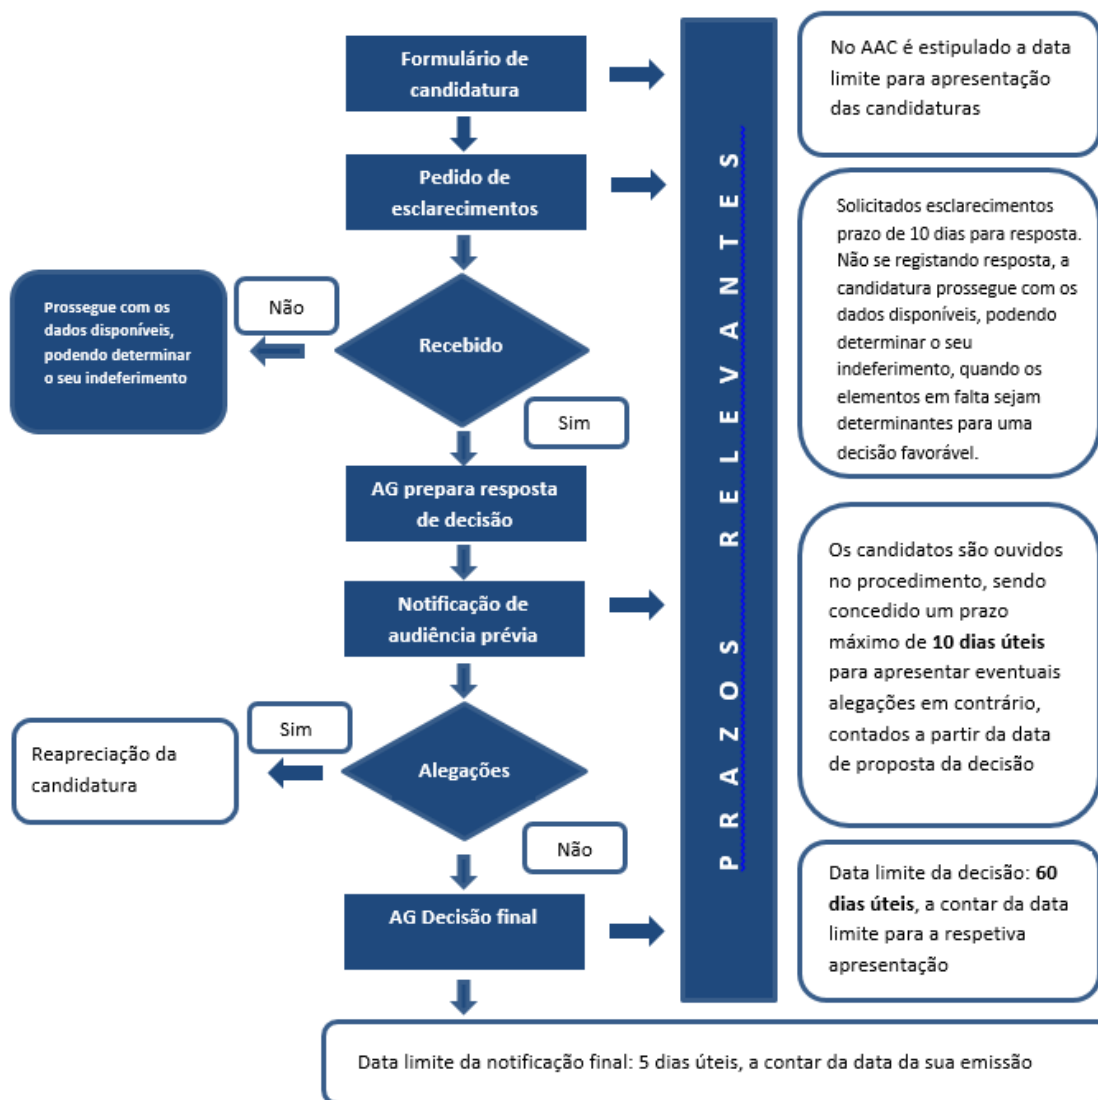 Formulário de
candidatura
No AAC é estipulado a data
limite para apresentação
das candidaturas
Pedido de
esclarecimentos
Solicitados esclarecimentos
prazo de 10 dias para resposta.
Não se registando resposta, a
candidatura prossegue com os
dados disponíveis, podendo
determinar o seu
indeferimento, quando os
elementos em falta sejam
determinantes para uma
decisão favorável.
Prossegue com os
dados disponíveis,
podendo determinar
o seu indeferimento
Não
Recebido
Sim
AG prepara resposta
de decisão
Notificação de
audiência prévia
Os candidatos são ouvidos
no procedimento, sendo
concedido um prazo
máximo de 10 dias úteis
para apresentar eventuais
alegações em contrário,
contados a partir da data
de proposta da decisão
Reapreciação da
candidatura
Sim
Alegações
Não
AG Decisão final
Data limite da decisão: 60
dias úteis, a contar da data
limite para a respetiva
apresentação
PRAZOS RELEVANTES
Data limite da notificação final: 5 dias úteis, a contar da data da sua emissão